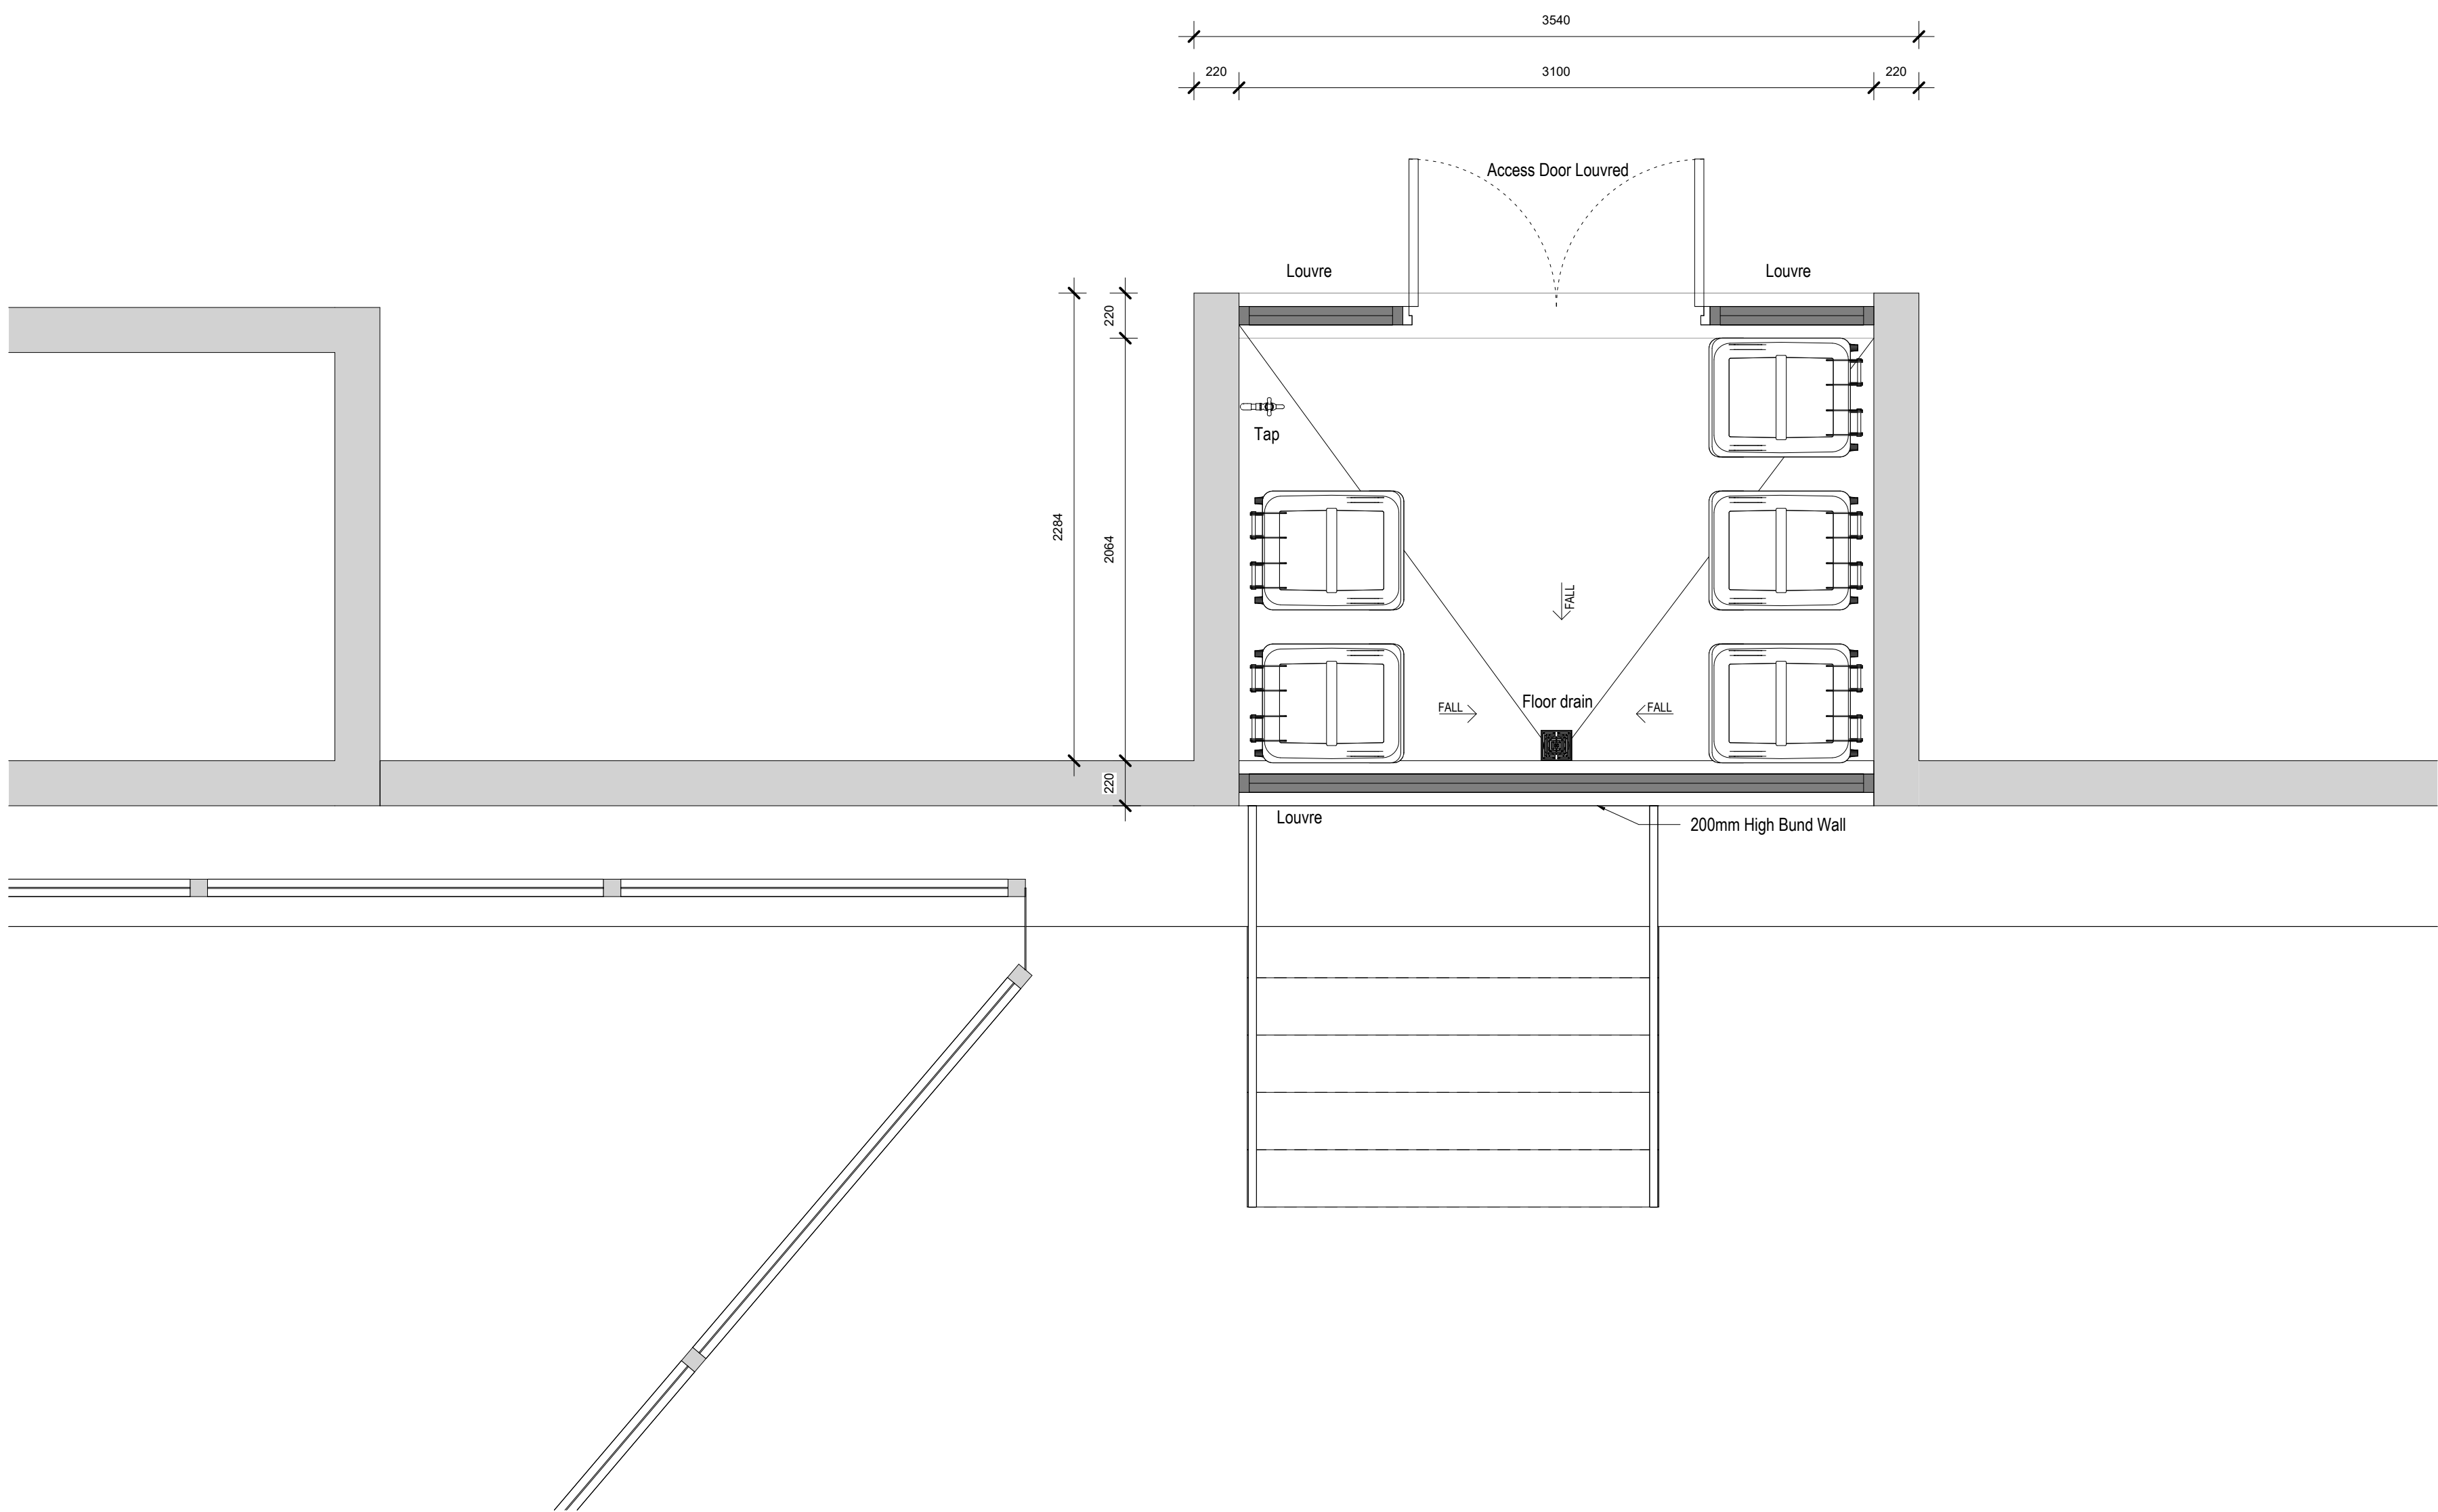 3540
220
3100
220
Access Door Louvred
Louvre
Louvre
220
Tap
2284
2064
FALL
Floor drain
FALL
FALL
220
Louvre
200mm High Bund Wall